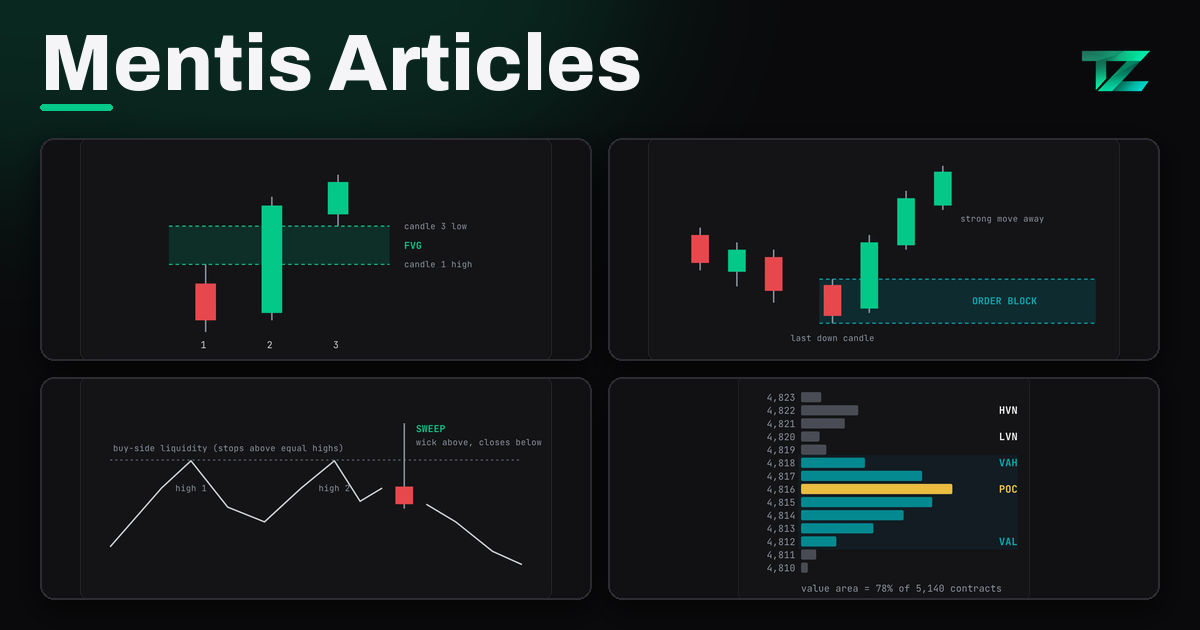 Mentis Articles
TZ
candle 3 low
FVG
candle 1 high
1 2 3
strong move away
ORDER BLOCK
last down candle
SWEEP
wick above, closes below
buy-side liquidity (stops above equal highs)
high 1 high 2
4,823
4,822 HVN
4,821
4,820 LVN
4,819
4,818 VAH
4,817
4,816 POC
4,815
4,814
4,813
4,812 VAL
4,811
4,810
value area = 78% of 5,140 contracts